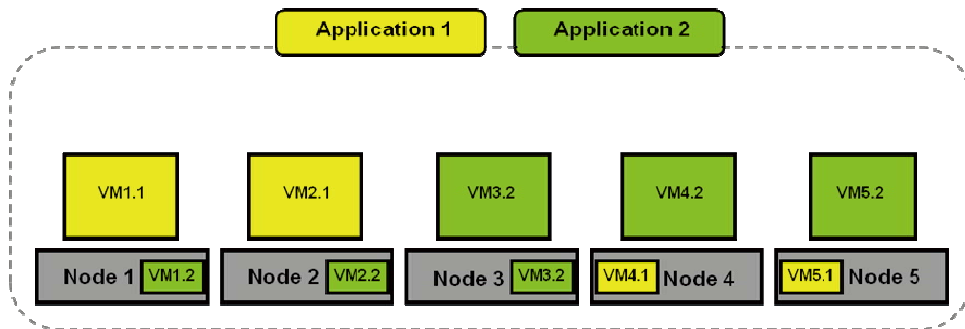 Application 1
Application 2
VM1.1
VM2.1
VM3.2
VM4.2
VM5.2
Node 1
VM1.2
Node 2
VM2.2
Node 3
VM3.2
VM4.1
Node 4
VM5.1
Node 5